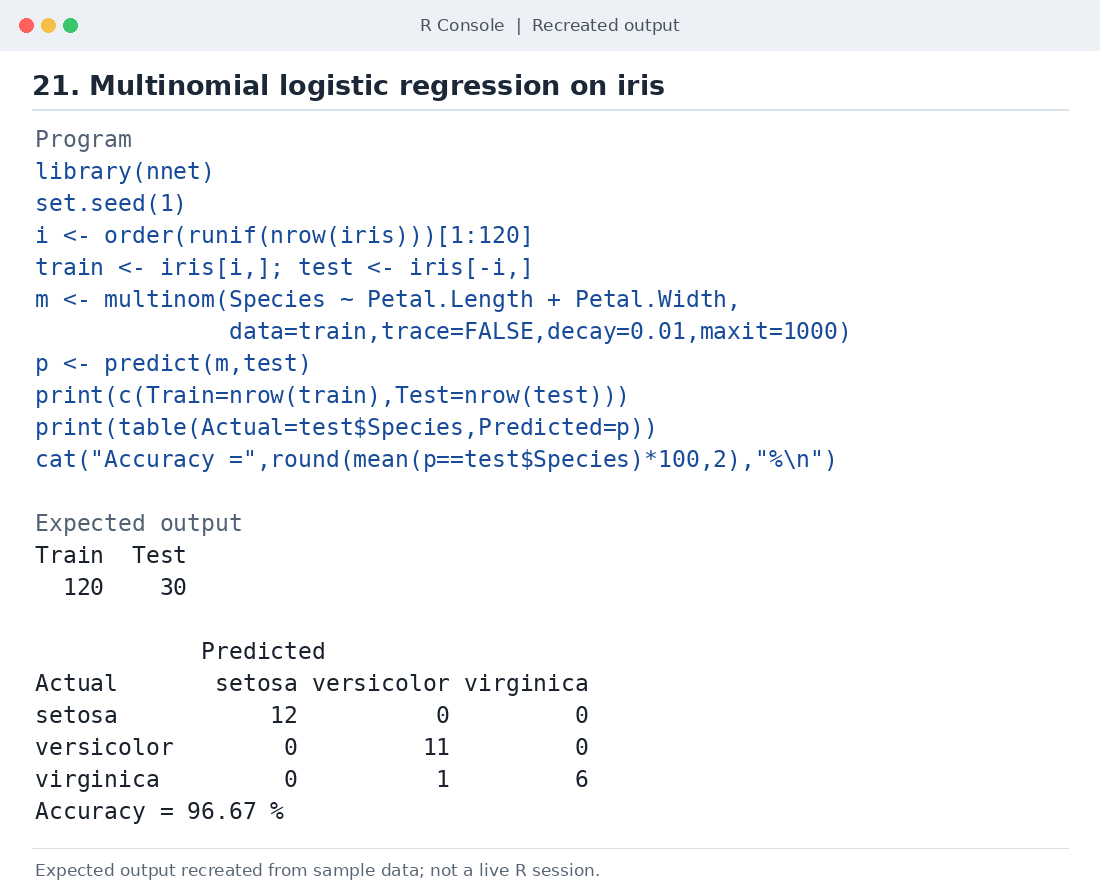 R Console  |  Recreated output
21. Multinomial logistic regression on iris
Program
library(nnet)
set.seed(1)
i <- order(runif(nrow(iris)))[1:120]
train <- iris[i,]; test <- iris[-i,]
m <- multinom(Species ~ Petal.Length + Petal.Width,
              data=train,trace=FALSE,decay=0.01,maxit=1000)
p <- predict(m,test)
print(c(Train=nrow(train),Test=nrow(test)))
print(table(Actual=test$Species,Predicted=p))
cat("Accuracy =",round(mean(p==test$Species)*100,2),"%\n")
Expected output
Train  Test
  120    30
            Predicted
Actual       setosa versicolor virginica
setosa           12          0         0
versicolor        0         11         0
virginica         0          1         6
Accuracy = 96.67 %
Expected output recreated from sample data; not a live R session.